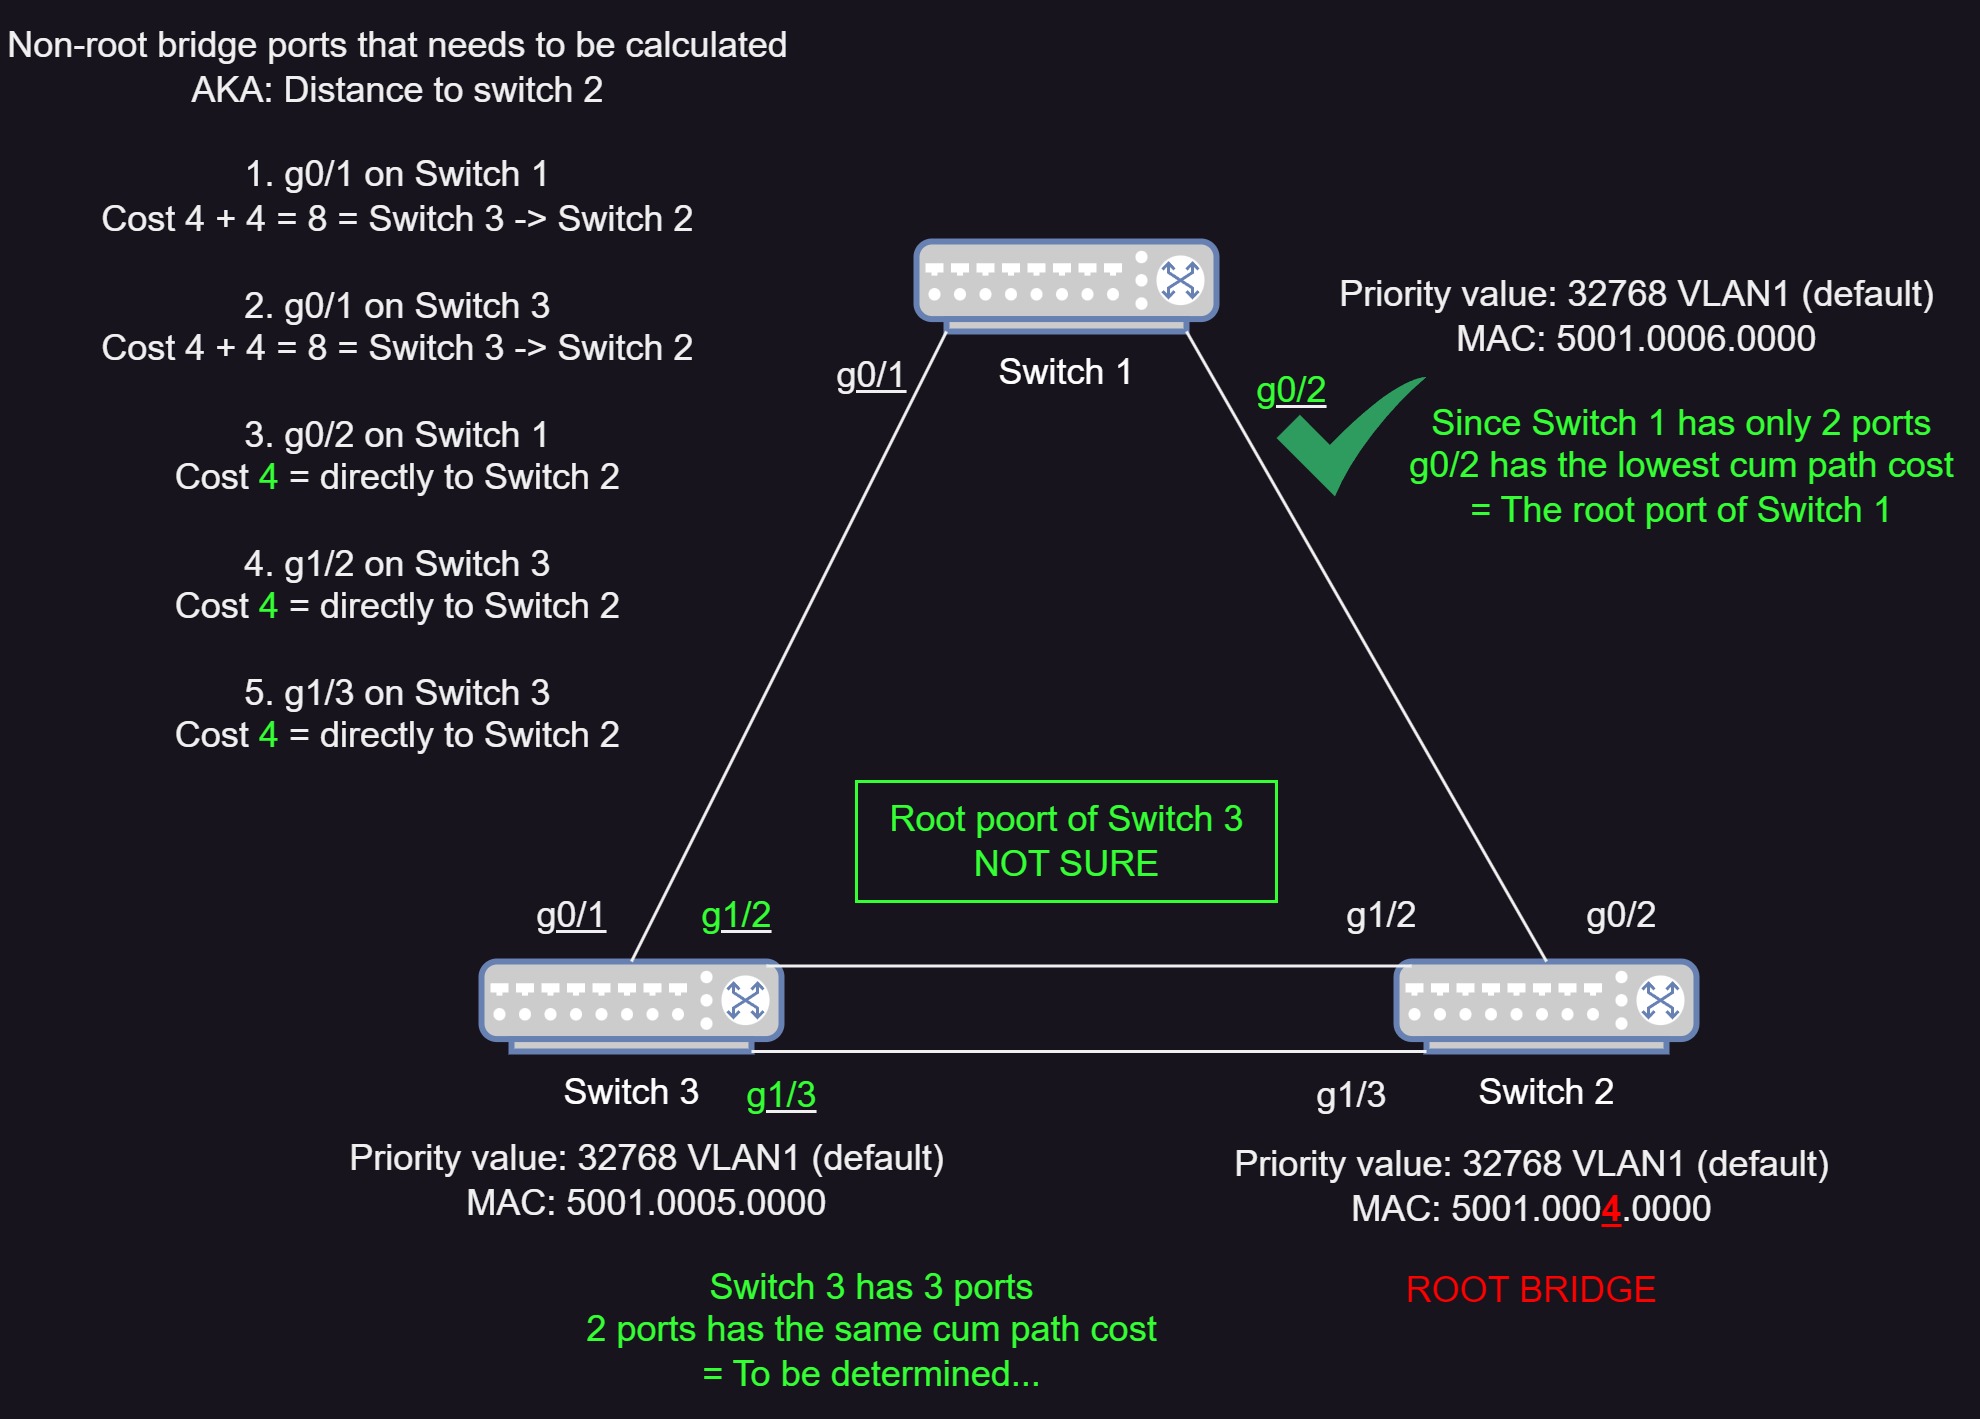 Non-root bridge ports that needs to be calculated
AKA: Distance to switch 2
1. g0/1 on Switch 1
Cost 4 + 4 = 8 = Switch 3 -> Switch 2
2. g0/1 on Switch 3
Cost 4 + 4 = 8 = Switch 3 -> Switch 2
3. g0/2 on Switch 1
Cost 4 = directly to Switch 2
4. g1/2 on Switch 3
Cost 4 = directly to Switch 2
5. g1/3 on Switch 3
Cost 4 = directly to Switch 2
g0/1
Switch 1
Priority value: 32768 VLAN1 (default)
MAC: 5001.0006.0000
g0/2
Since Switch 1 has only 2 ports
g0/2 has the lowest cum path cost
= The root port of Switch 1
Root poort of Switch 3
NOT SURE
g0/1
g1/2
g1/2
g0/2
Switch 3
g1/3
g1/3
Switch 2
Priority value: 32768 VLAN1 (default)
MAC: 5001.0005.0000
Priority value: 32768 VLAN1 (default)
MAC: 5001.0004.0000
Switch 3 has 3 ports
2 ports has the same cum path cost
= To be determined...
ROOT BRIDGE